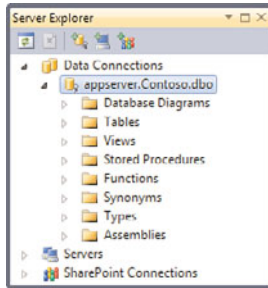 Server Explorer
Data Connections
appserver.Contoso.dbo
Database Diagrams
Tables
Views
Stored Procedures
Functions
Synonyms
Types
Assemblies
Servers
SharePoint Connections